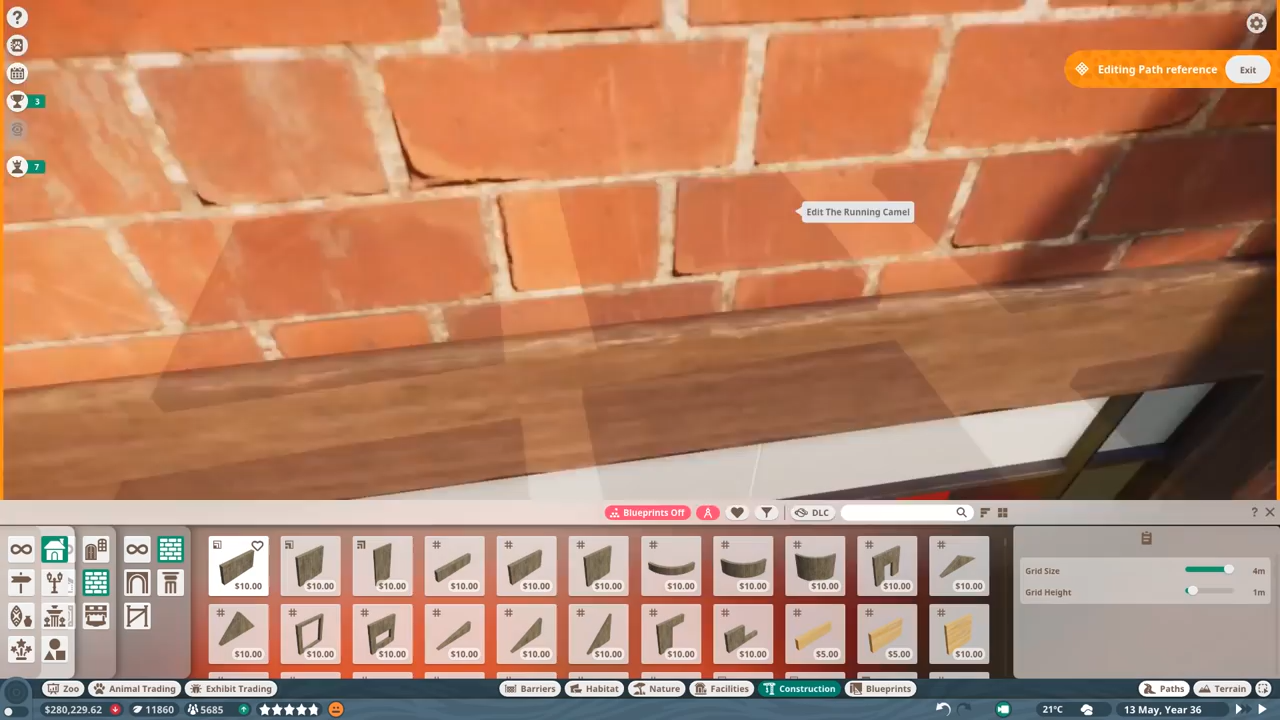 ?
Editing Path reference
Exit
3
7
Edit The Running Camel
Blueprints Off
DLC
? 
$10.00 $10.00 $10.00 $10.00 $10.00 $10.00 $10.00 $10.00 $10.00 $10.00 $10.00
Grid Size 4m
Grid Height 1m
$10.00 $10.00 $10.00 $10.00 $10.00 $10.00 $10.00 $10.00 $5.00 $5.00 $10.00
Zoo Animal Trading Exhibit Trading Barriers Habitat Nature Facilities Construction Blueprints Paths Terrain
$280,229.62 11860 5685 21°C 13 May, Year 36